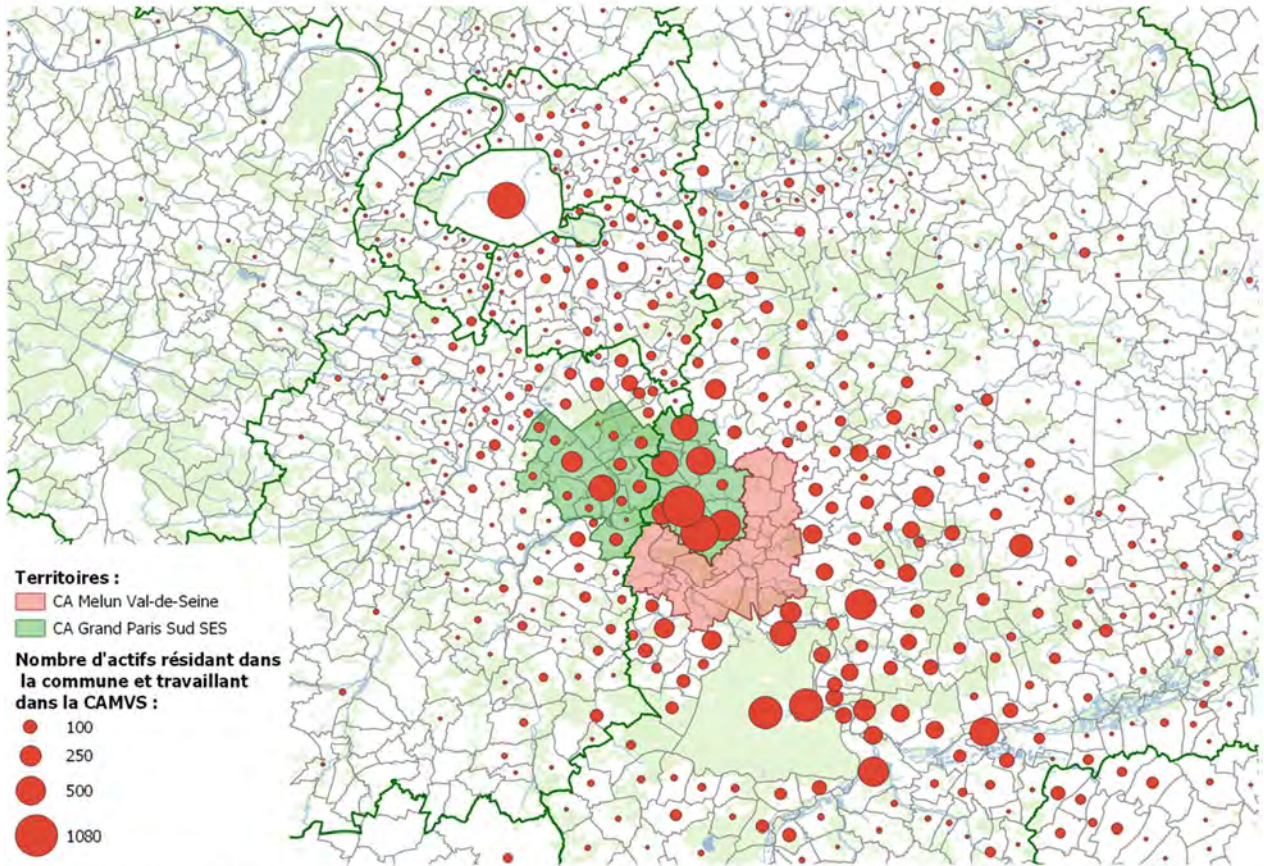 Territoires :
CA Melun Val-de-Seine
CA Grand Paris Sud SES
Nombre d'actifs résidant dans
la commune et travaillant
dans la CAMVS :
100
250
500
1080